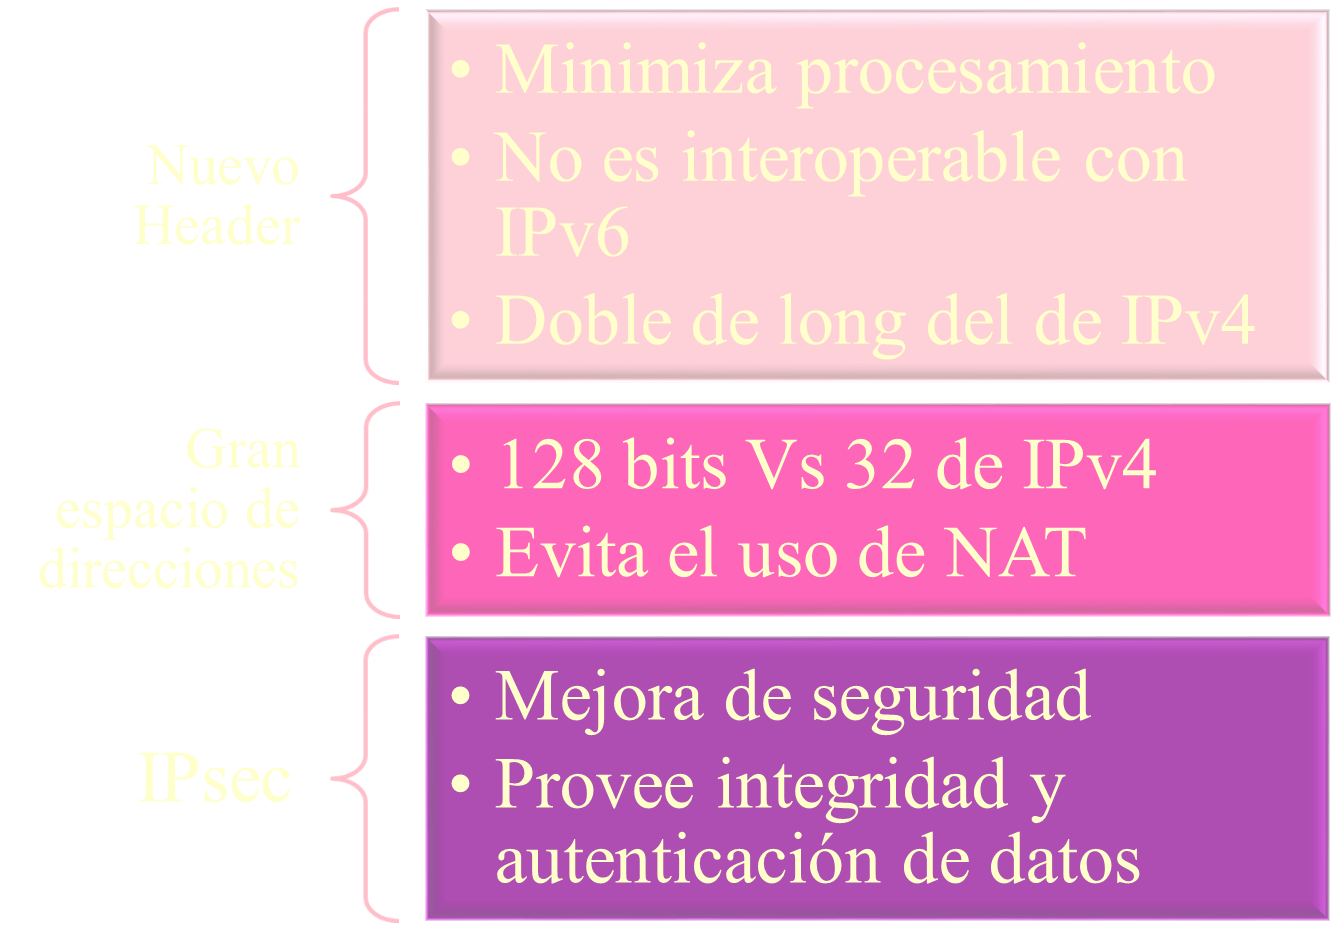 Nuevo
Header
• Minimiza procesamiento
• No es interoperable con
IPv6
• Doble de long del de IPv4
Gran
espacio de
direcciones
• 128 bits Vs 32 de IPv4
• Evita el uso de NAT
IPsec
• Mejora de seguridad
• Provee integridad y
autenticación de datos